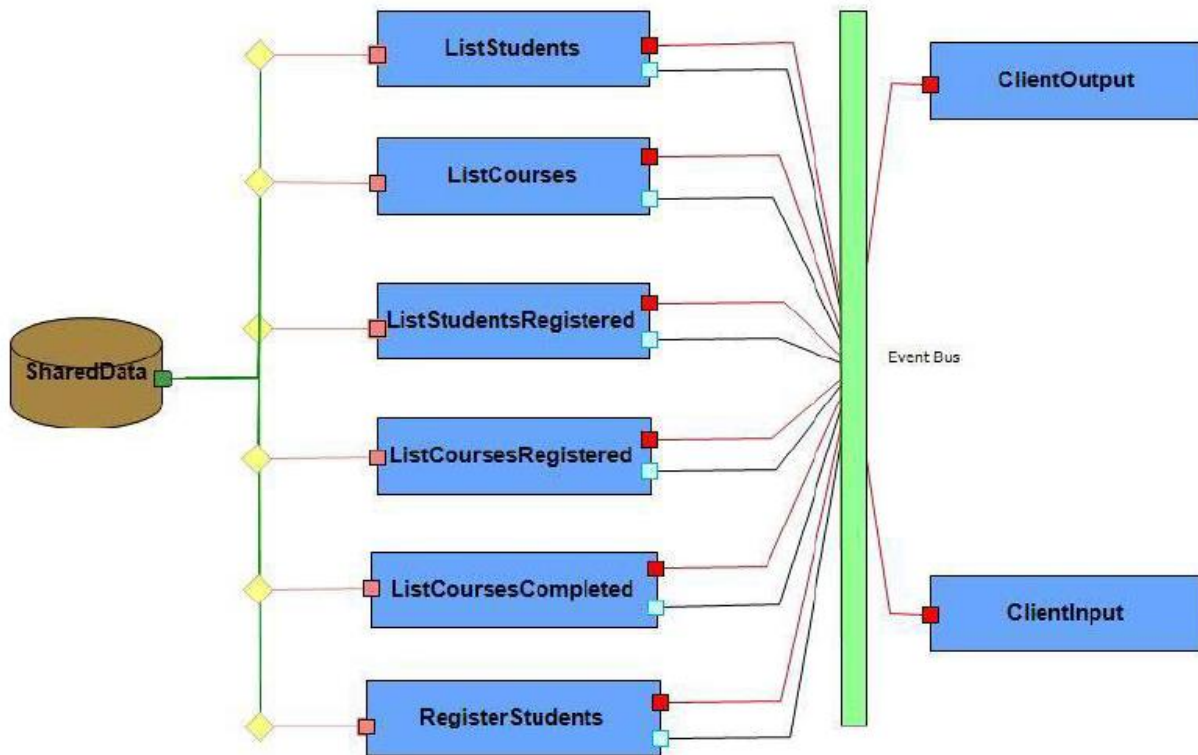 ListStudents
ClientOutput
ListCourses
ListStudentsRegistered
Event Bus
SharedData
ListCoursesRegistered
ListCoursesCompleted
ClientInput
RegisterStudents